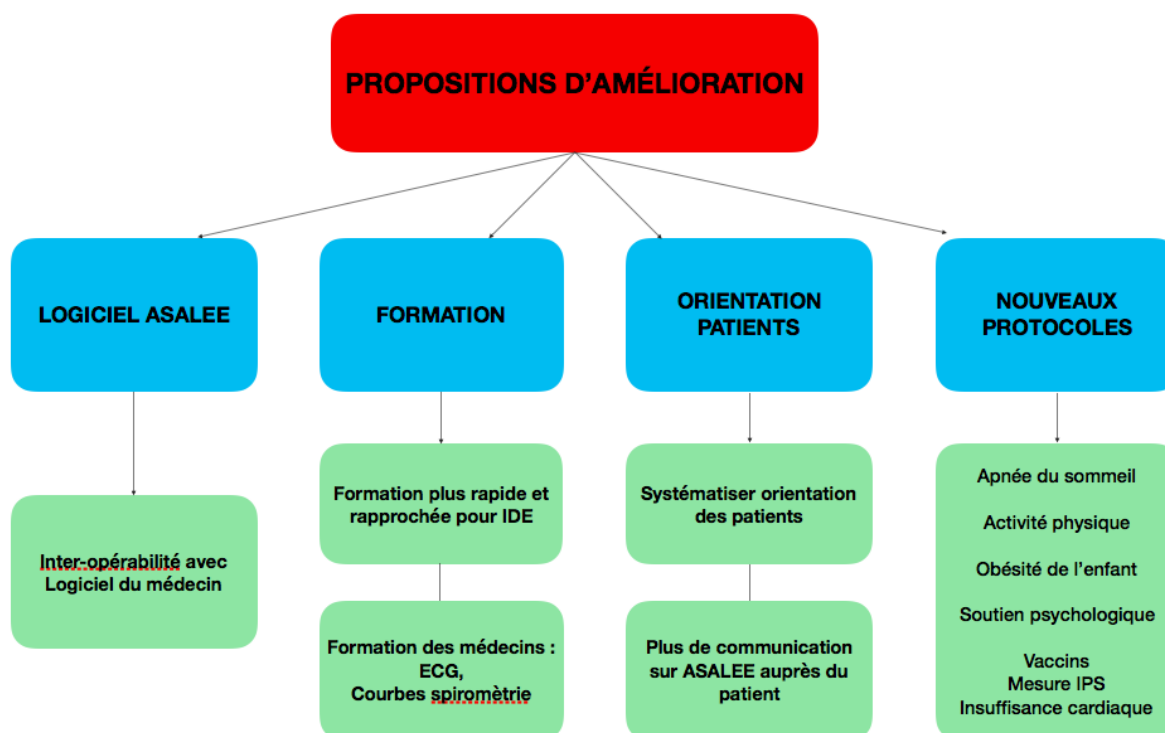 PROPOSITIONS D'AMÉLIORATION
LOGICIEL ASALEE
FORMATION
ORIENTATION
PATIENTS
NOUVEAUX
PROTOCOLES
Inter-opérabilité avec
Logiciel du médecin
Formation plus rapide et
rapprochée pour IDE
Formation des médecins :
ECG,
Courbes spiromètrie
Systématiser orientation
des patients
Plus de communication
sur ASALEE auprès du
patient
Apnée du sommeil
Activité physique
Obésité de l'enfant
Soutien psychologique
Vaccins
Mesure IPS
Insuffisance cardiaque